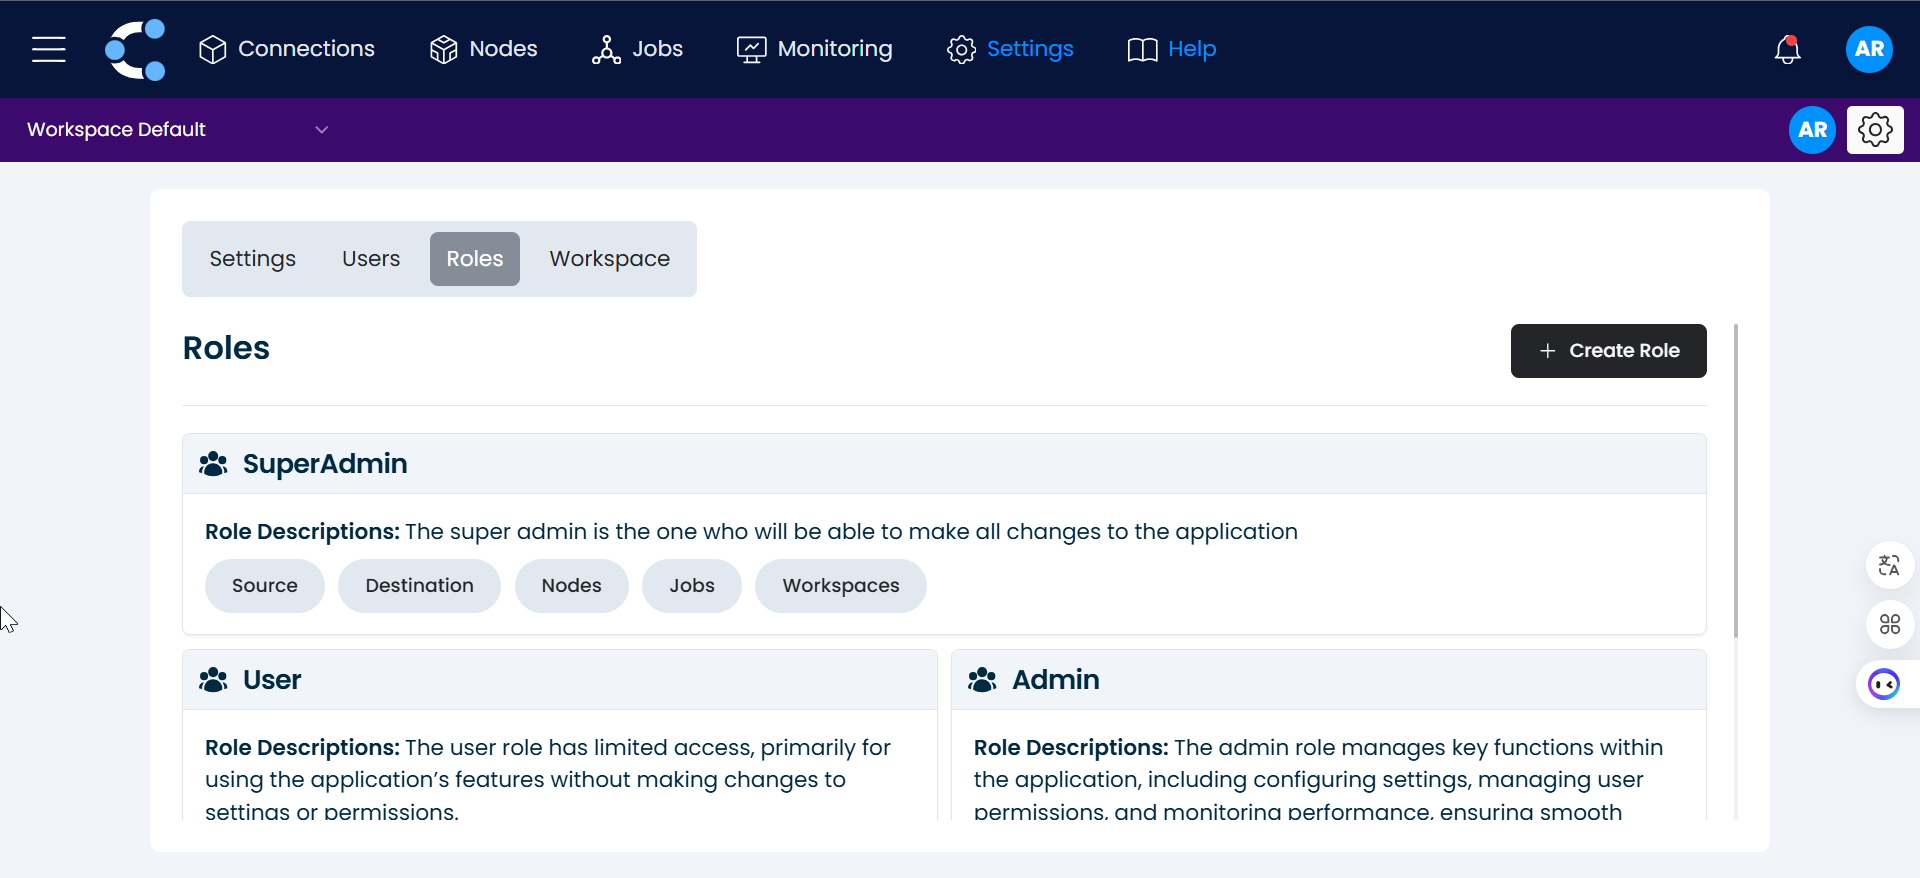 Connections Nodes Jobs Monitoring Settings Help AR
Workspace Default AR
Settings Users Roles Workspace
Roles
Create Role
SuperAdmin
Role Descriptions: The super admin is the one who will be able to make all changes to the application
Source Destination Nodes Jobs Workspaces
User
Role Descriptions: The user role has limited access, primarily for
using the application’s features without making changes to
settings or permissions.
Admin
Role Descriptions: The admin role manages key functions within
the application, including configuring settings, managing user
permissions, and monitoring performance, ensuring smooth